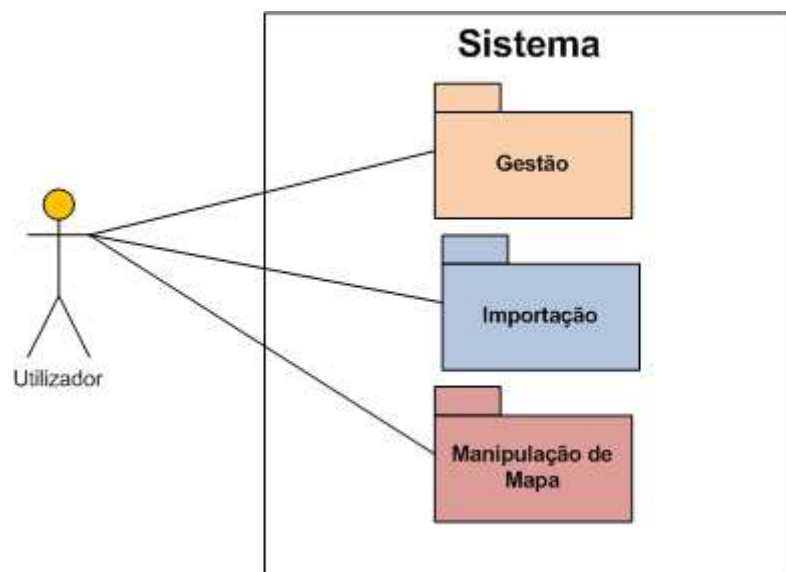 Sistema
Gestão
Importação
Manipulação de
Mapa
Utilizador